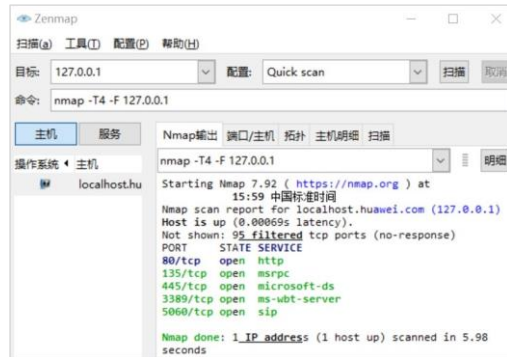 Zenmap
扫描(a) 工具(T) 配置(P) 帮助(H)
目标: 127.0.0.1 配置: Quick scan 扫描 取消
命令: nmap -T4 -F 127.0.0.1
主机 服务 Nmap输出 端口/主机 拓扑 主机明细 扫描
操作系统 主机 nmap -T4 -F 127.0.0.1 明细
localhost.hu
Starting Nmap 7.92 ( https://nmap.org ) at
15:59 中国标准时间
Nmap scan report for localhost.huawei.com (127.0.0.1)
Host is up (0.00069s latency).
Not shown: 95 filtered tcp ports (no-response)
PORT STATE SERVICE
80/tcp open http
135/tcp open msrpc
445/tcp open microsoft-ds
3389/tcp open ms-wbt-server
5060/tcp open sip
Nmap done: 1 IP address (1 host up) scanned in 5.98
seconds